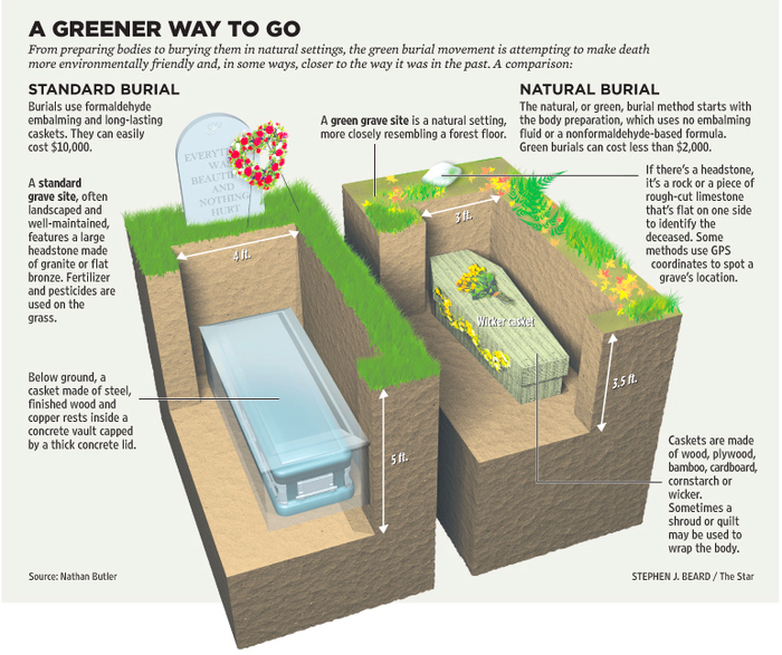 A GREENER WAY TO GO
From preparing bodies to burying them in natural settings, the green burial movement is attempting to make death
more environmentally friendly and, in some ways, closer to the way it was in the past. A comparison:
STANDARD BURIAL
Burials use formaldehyde
embalming and long-lasting
caskets. They can easily
cost $10,000.
A standard
grave site, often
landscaped and
well-maintained,
features a large
headstone made
of granite or flat
bronze. Fertilizer
and pesticides are
used on the
grass.
Below ground, a
casket made of steel,
finished wood and
copper rests inside a
concrete vault capped
by a thick concrete lid.
EVERYTHING
WAS
BEAUTIFUL
AND
NOTHING
HURT
4 ft.
5 ft.
A green grave site is a natural setting,
more closely resembling a forest floor.
NATURAL BURIAL
The natural, or green, burial method starts with
the body preparation, which uses no embalming
fluid or a nonformaldehyde-based formula.
Green burials can cost less than $2,000.
If there's a headstone,
it's a rock or a piece of
rough-cut limestone
that's flat on one side
to identify the
deceased. Some
methods use GPS
coordinates to spot a
grave's location.
3 ft.
Wicker casket
3.5 ft.
Caskets are made
of wood, plywood,
bamboo, cardboard,
cornstarch or
wicker.
Sometimes a
shroud or quilt
may be used to
wrap the body.
Source: Nathan Butler
STEPHEN J. BEARD / The Star